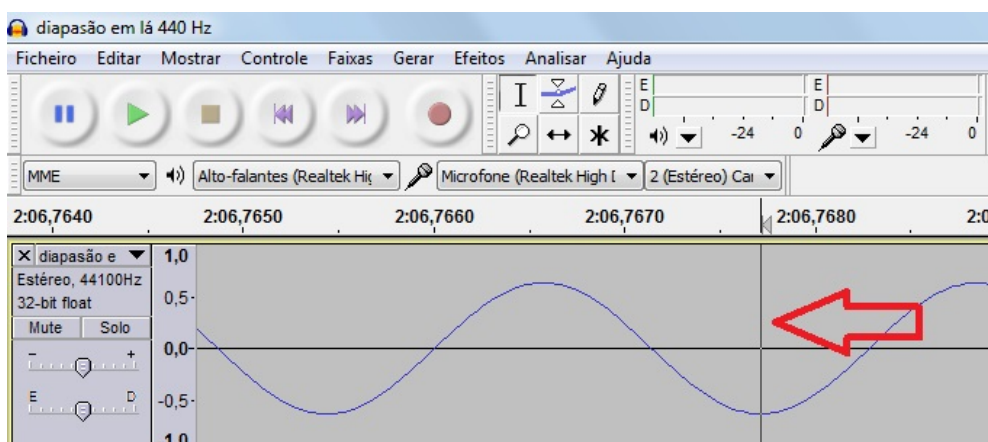 diapasão em lá 440 Hz
Ficheiro Editar Mostrar Controle Faixas Gerar Efeitos Analisar Ajuda
E
D
-24 0
E
D
-24 0
MME Alto-falantes (Realtek Hig Microfone (Realtek High D 2 (Estéreo) Car
2:06,7640 2:06,7650 2:06,7660 2:06,7670 2:06,7680 2:0
X diapasão e
Estéreo, 44100Hz
32-bit float
Mute Solo
- +
E D
1,0
0,5
0,0
-0,5
1,0